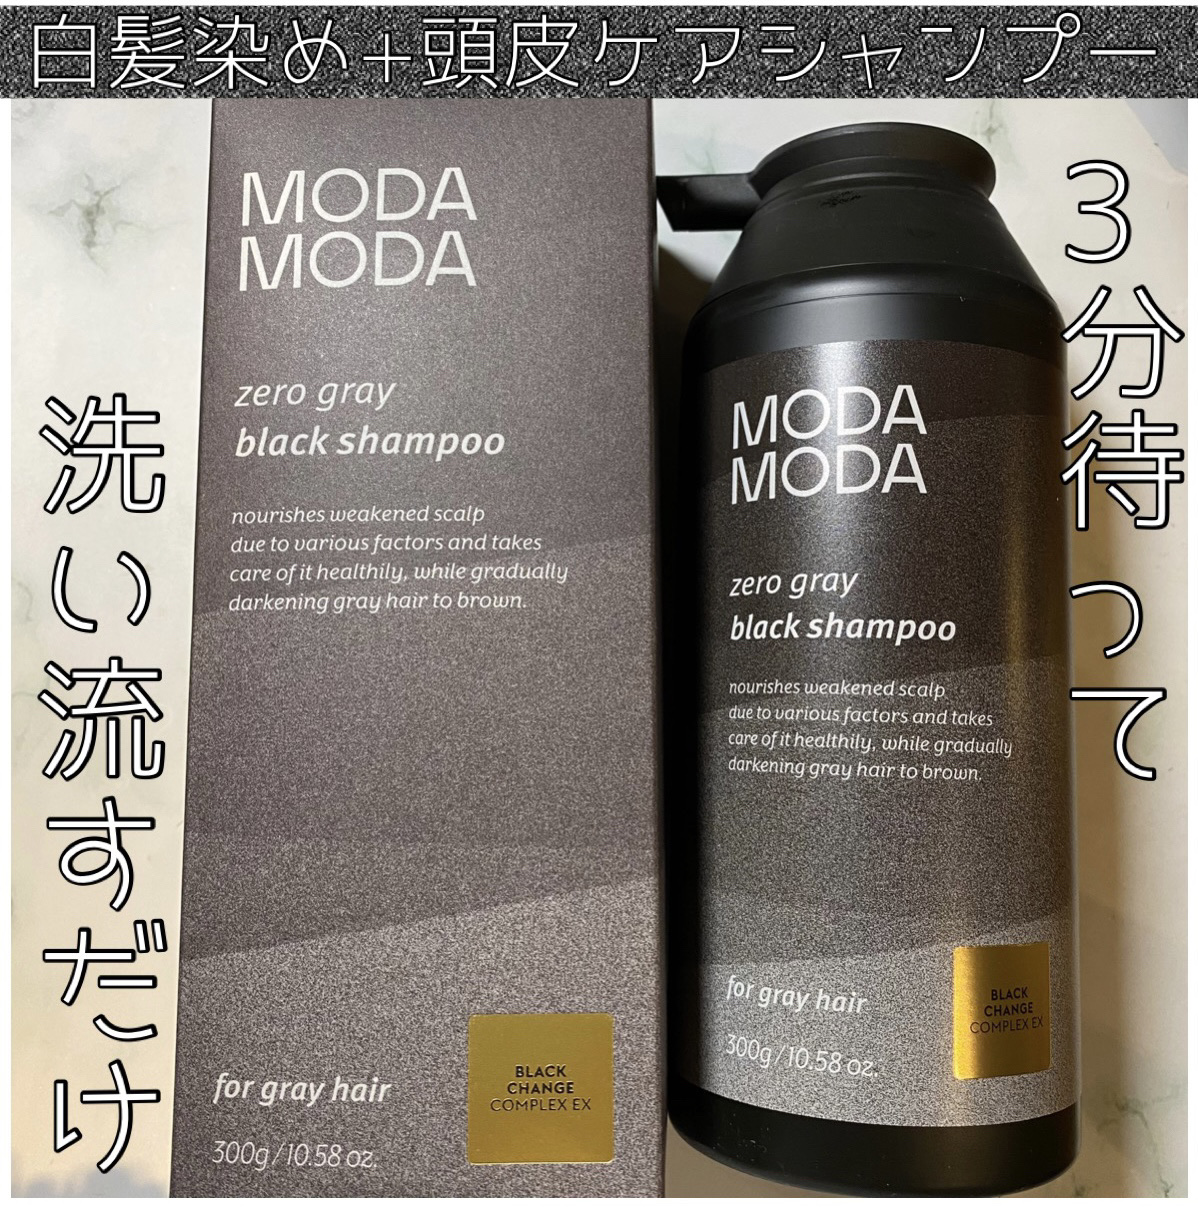 白髪染め+頭皮ケアシャンプー
3分待って
洗い流すだけ
MODA
MODA
zero gray
black shampoo
nourishes weakened scalp
due to various factors and takes
care of it healthily, while gradually
darkening gray hair to brown.
for gray hair
300g/10.58 oz.
BLACK
CHANGE
COMPLEX EX
MODA
MODA
zero gray
black shampoo
nourishes weakened scalp
due to various factors and takes
care of it healthily, while gradually
darkening gray hair to brown.
for gray hair
300g/10.58 oz.
BLACK
CHANGE
COMPLEX EX